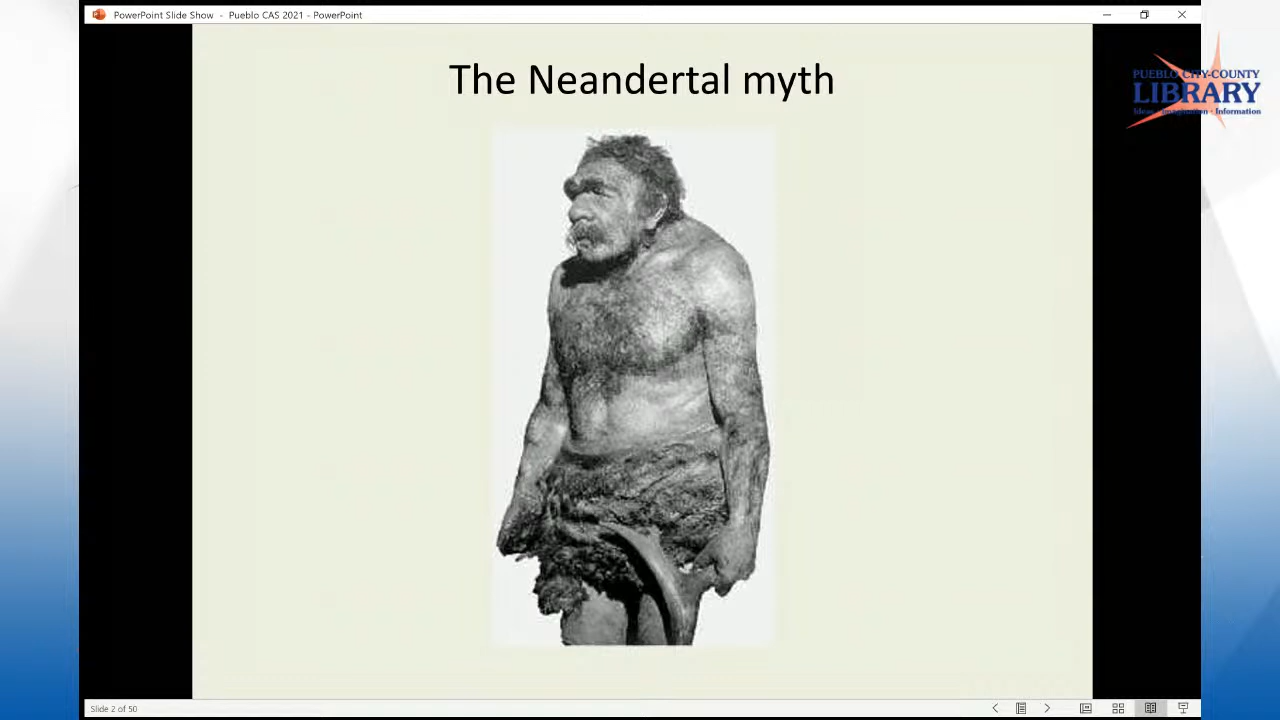 PowerPoint Slide Show - Pueblo CAS 2021 - PowerPoint
The Neandertal myth
PUEBLO CITY-COUNTY
LIBRARY
Ideas • Imagination • Information
Slide 2 of 50